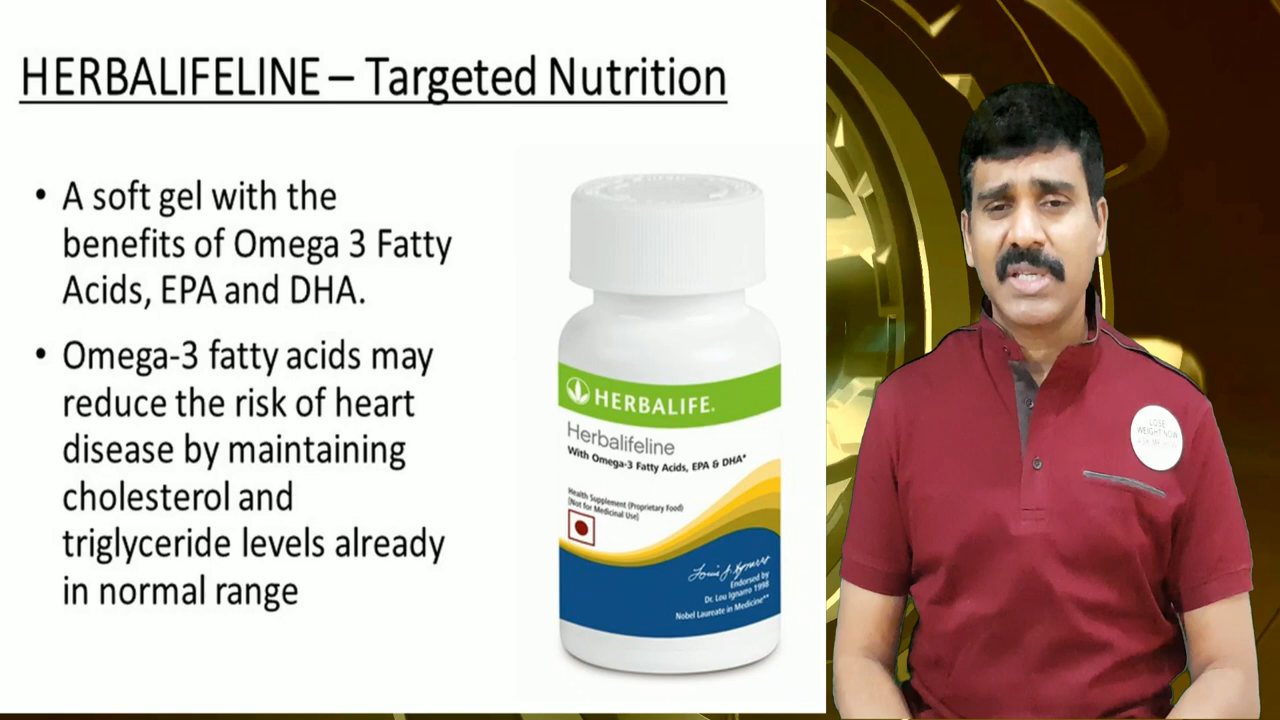 HERBALIFELINE – Targeted Nutrition
• A soft gel with the
benefits of Omega 3 Fatty
Acids, EPA and DHA.
• Omega-3 fatty acids may
reduce the risk of heart
disease by maintaining
cholesterol and
triglyceride levels already
in normal range
HERBALIFE.
Herbalifeline
With Omega-3 Fatty Acids, EPA & DHA*
Health Supplement (Proprietary Food)
[Not for Medicinal Use]
Endorsed by
Dr. Lou Ignarro 1998
Nobel Laureate in Medicine**
LOSE
WEIGHT NOW